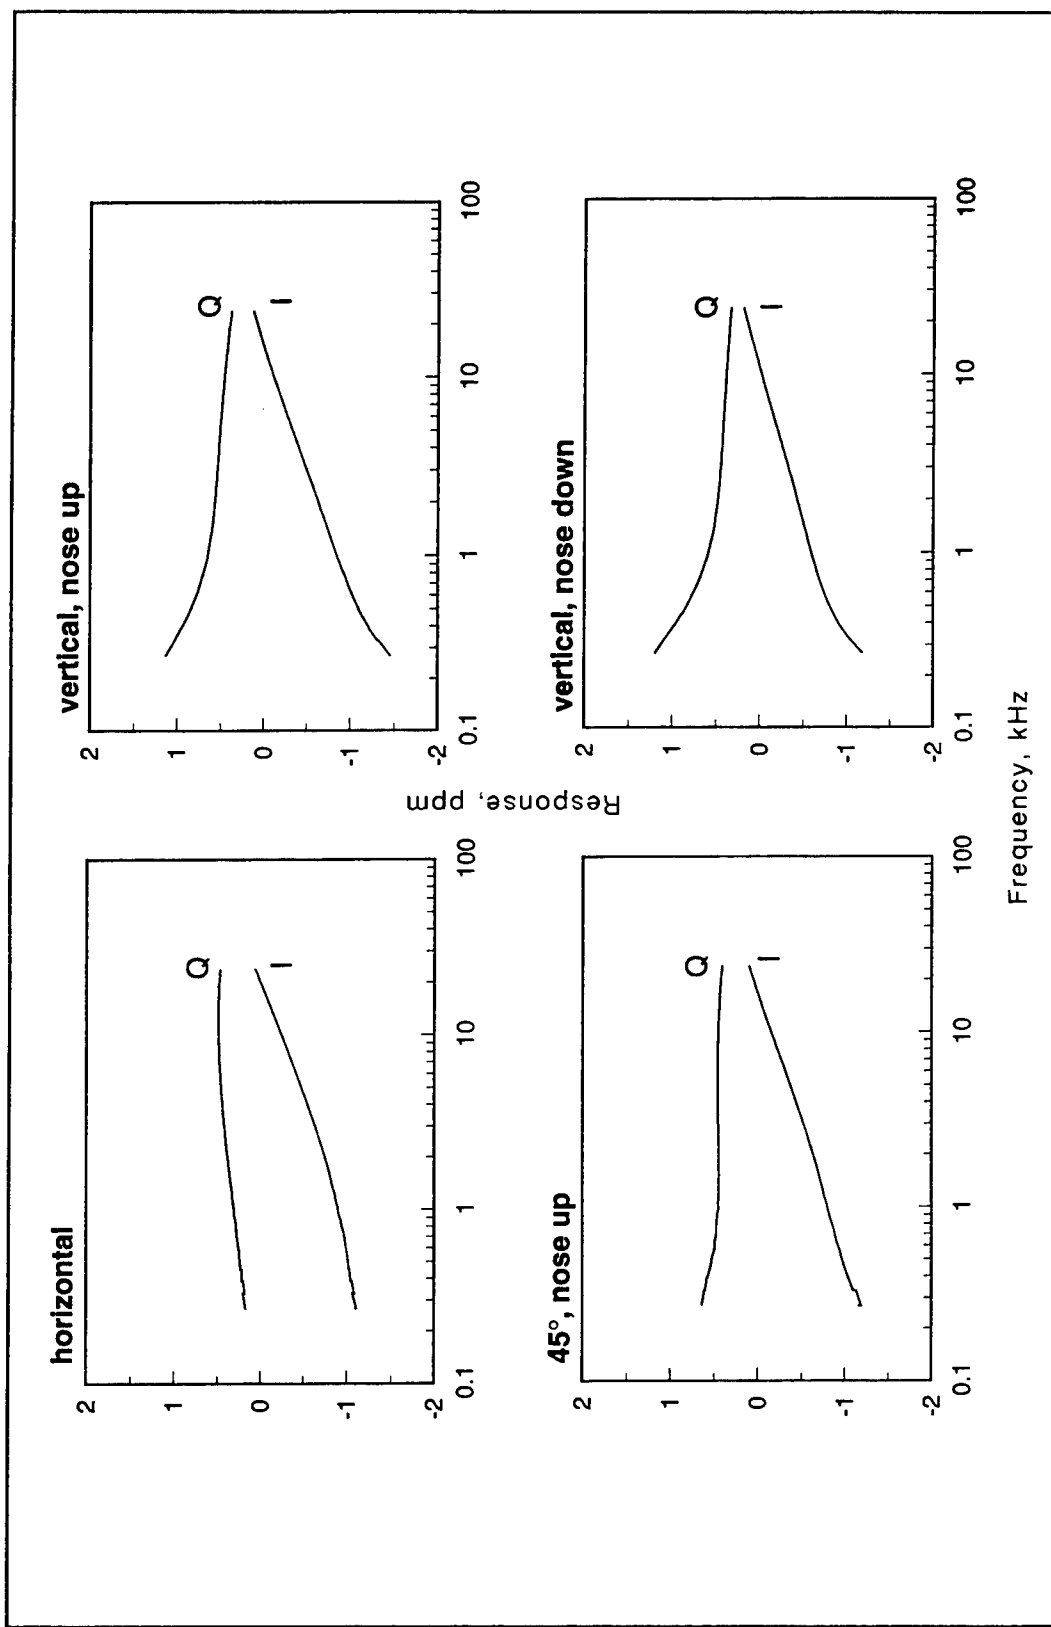 horizontal
2
1
0
-1
-2
0.1
1
10
100
Q
I
vertical, nose up
2
1
0
-1
-2
0.1
1
10
100
Q
I
Response, ppm
45°, nose up
2
1
0
-1
-2
0.1
1
10
100
Q
I
vertical, nose down
2
1
0
-1
-2
0.1
1
10
100
Q
I
Frequency, kHz